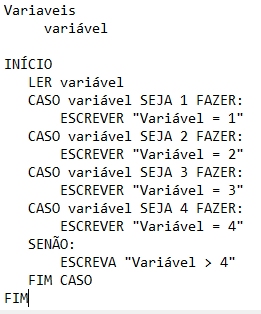 Variaveis
variável
INÍCIO
LER variável
CASO variável SEJA 1 FAZER:
ESCREVER "Variável = 1"
CASO variável SEJA 2 FAZER:
ESCREVER "Variável = 2"
CASO variável SEJA 3 FAZER:
ESCREVER "Variável = 3"
CASO variável SEJA 4 FAZER:
ESCREVER "Variável = 4"
SENÃO:
ESCREVA "Variável > 4"
FIM CASO
FIM